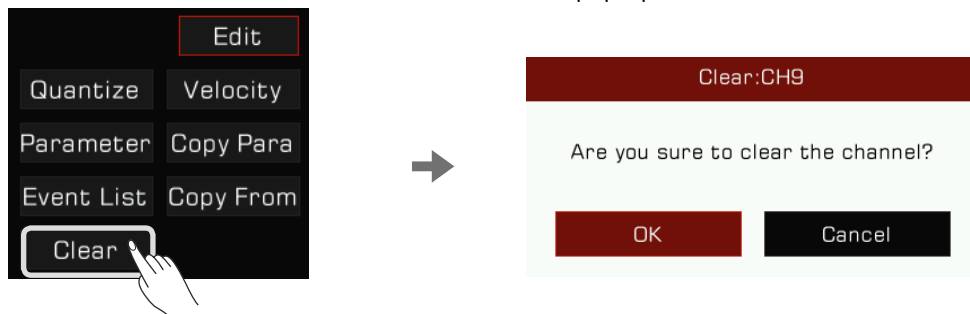 Edit
Quantize Velocity
Parameter Copy Para
Event List Copy From
Clear
Clear:CH9
Are you sure to clear the channel?
OK Cancel